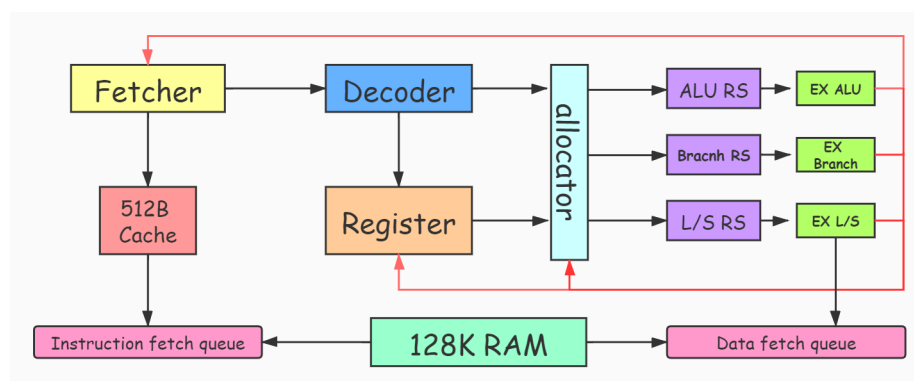 Fetcher
Decoder
allocator
ALU RS
EX ALU
Bracnh RS
EX
Branch
512B
Cache
Register
L/S RS
EX L/S
Instruction fetch queue
128K RAM
Data fetch queue